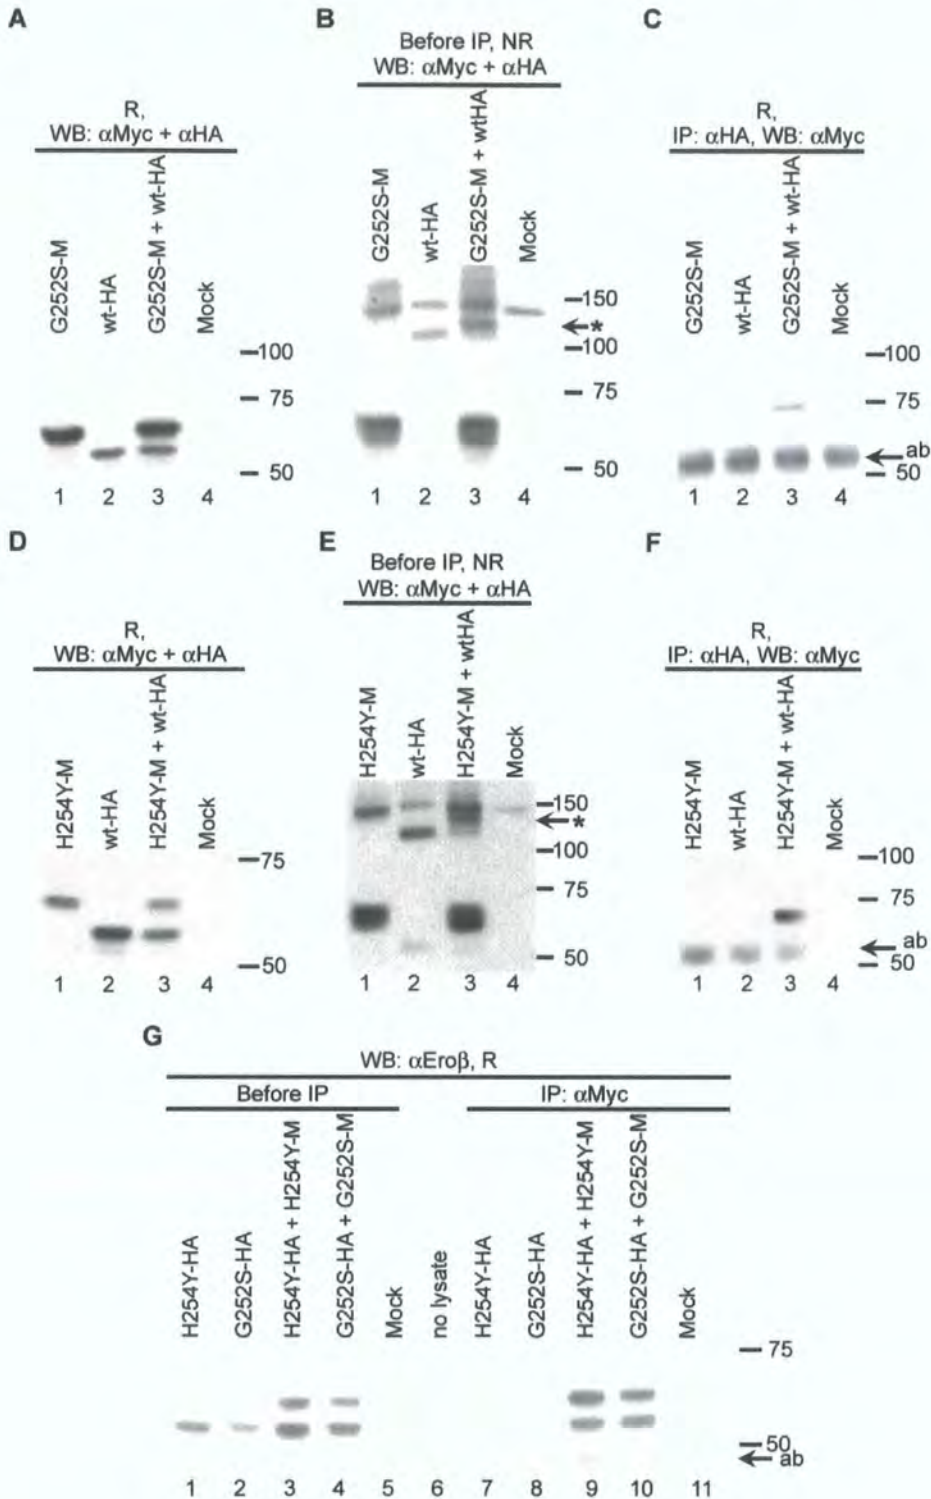 A
R,
WB: αMyc + αHA
G252S-M
wt-HA
G252S-M + wt-HA
Mock
100
75
50
1 2 3 4
B
Before IP, NR
WB: αMyc + αHA
G252S-M
wt-HA
G252S-M + wtHA
Mock
150
*
100
75
50
1 2 3 4
C
R,
IP: αHA, WB: αMyc
G252S-M
wt-HA
G252S-M + wt-HA
Mock
100
75
ab
50
1 2 3 4
D
R,
WB: αMyc + αHA
H254Y-M
wt-HA
H254Y-M + wt-HA
Mock
75
50
1 2 3 4
E
Before IP, NR
WB: αMyc + αHA
H254Y-M
wt-HA
H254Y-M + wtHA
Mock
150
*
100
75
50
1 2 3 4
F
R,
IP: αHA, WB: αMyc
H254Y-M
wt-HA
H254Y-M + wt-HA
Mock
100
75
ab
50
1 2 3 4
G
WB: αEroβ, R
Before IP IP: αMyc
H254Y-HA
G252S-HA
H254Y-HA + H254Y-M
G252S-HA + G252S-M
Mock
no lysate
H254Y-HA
G252S-HA
H254Y-HA + H254Y-M
G252S-HA + G252S-M
Mock
75
50
ab
1 2 3 4 5 6 7 8 9 10 11